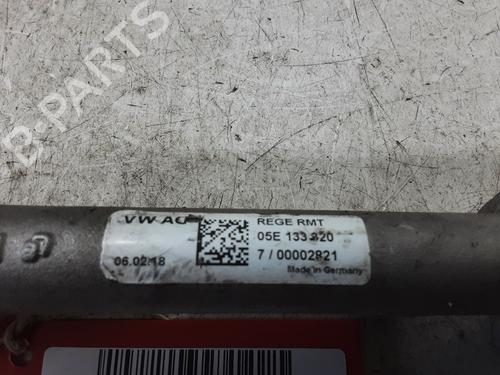 B-PARTS
VW AG
REGE RMT
05E 133 320
06.02.18
7 / 00002821
Made in Germany